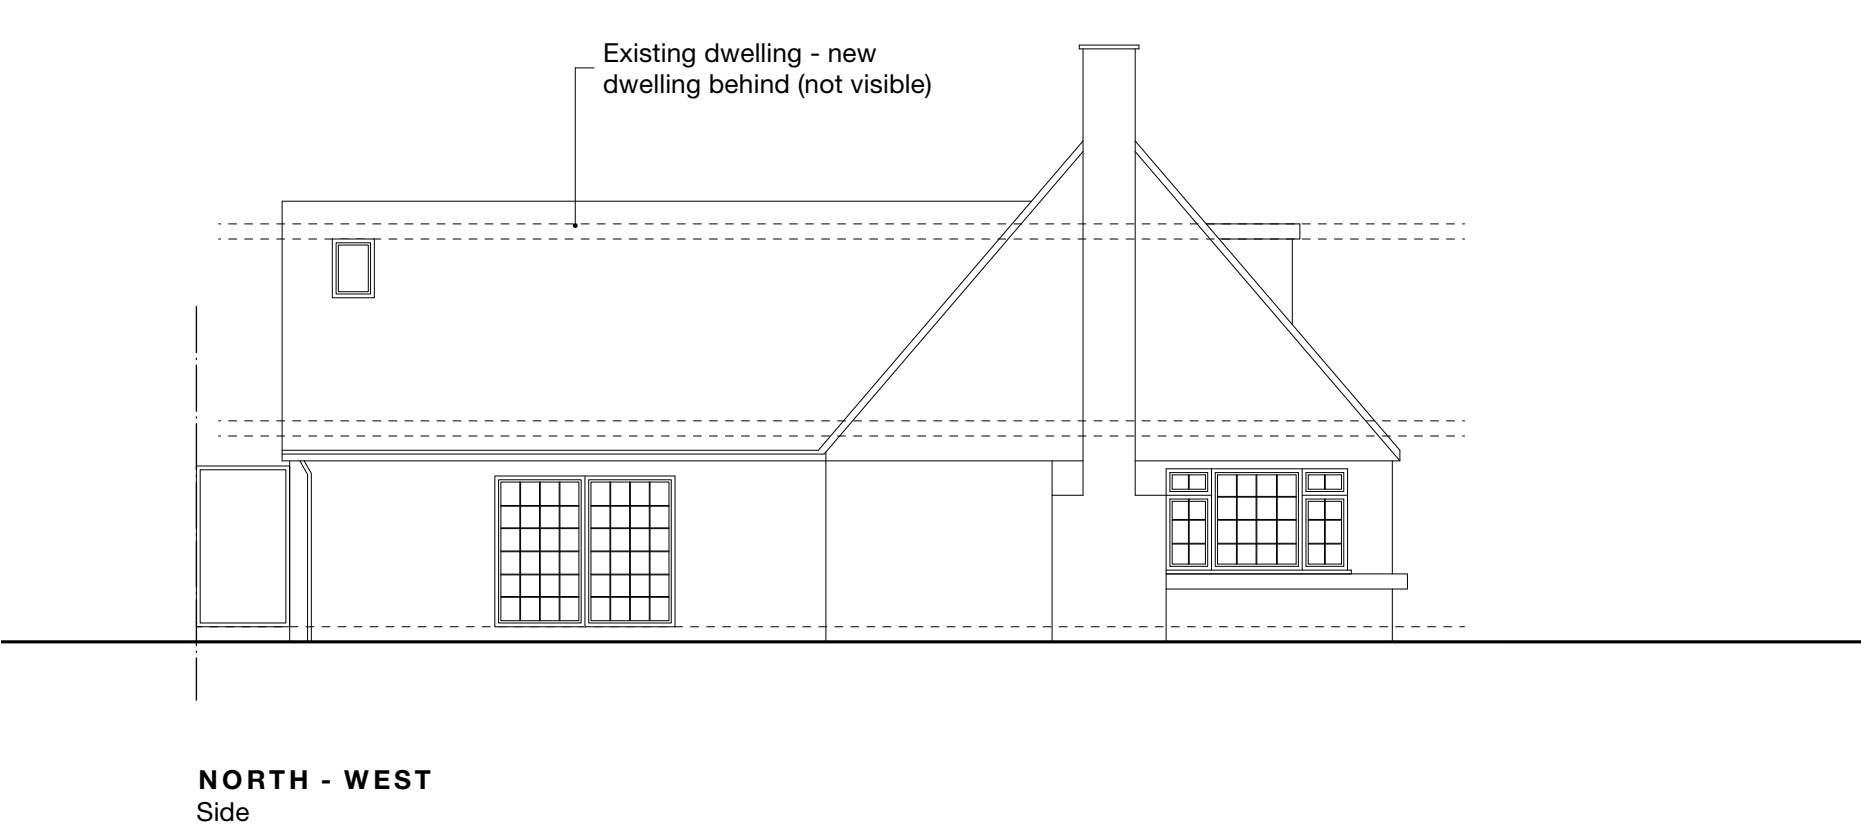 Existing dwelling - new
dwelling behind (not visible)
NORTH - WEST
Side